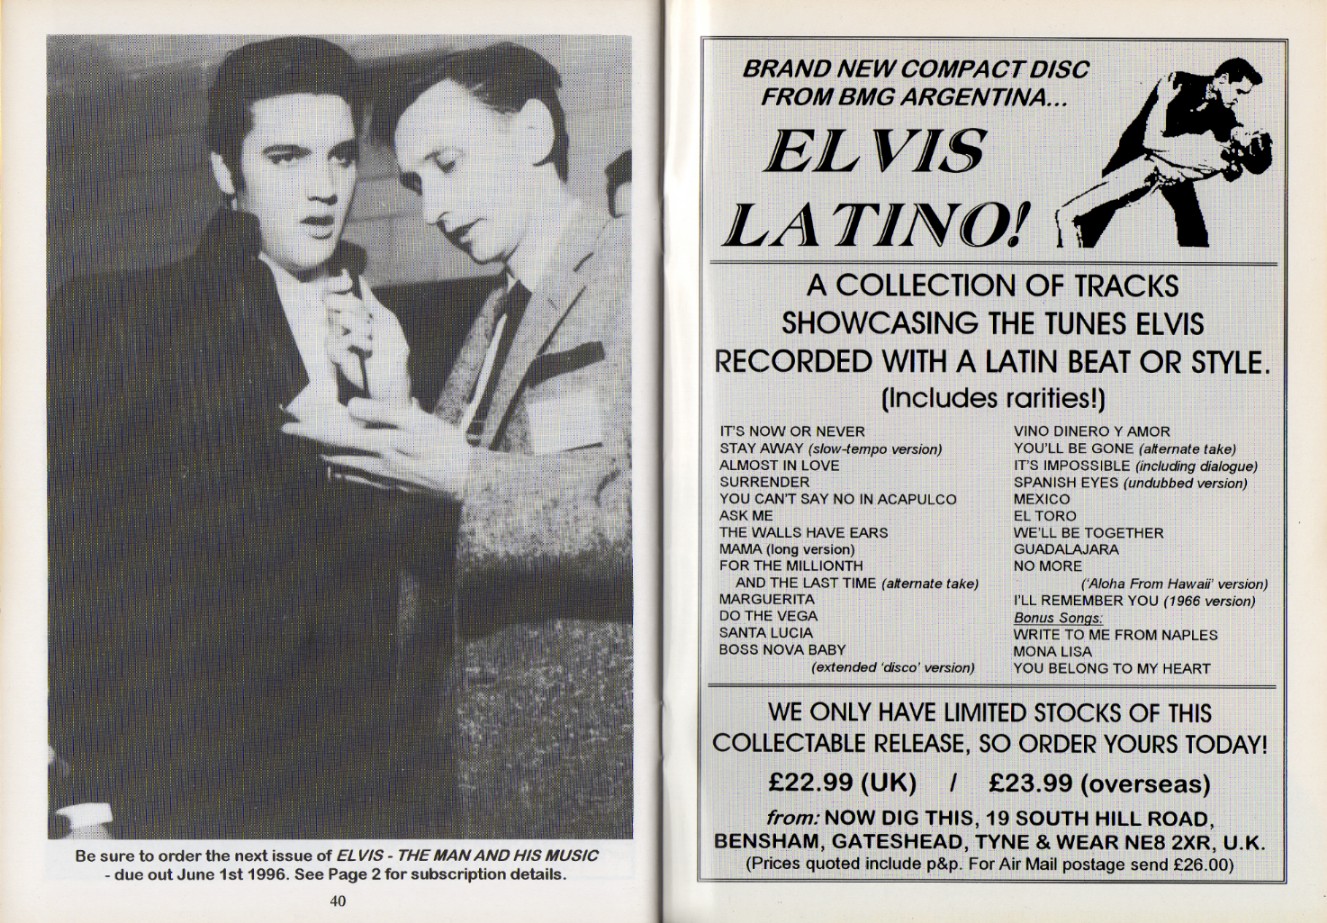 Be sure to order the next issue of ELVIS - THE MAN AND HIS MUSIC
- due out June 1st 1996. See Page 2 for subscription details.
40
BRAND NEW COMPACT DISC
FROM BMG ARGENTINA...
ELVIS
LATINO!
A COLLECTION OF TRACKS
SHOWCASING THE TUNES ELVIS
RECORDED WITH A LATIN BEAT OR STYLE.
(Includes rarities!)
IT'S NOW OR NEVER
STAY AWAY (slow-tempo version)
ALMOST IN LOVE
SURRENDER
YOU CAN'T SAY NO IN ACAPULCO
ASK ME
THE WALLS HAVE EARS
MAMA (long version)
FOR THE MILLIONTH
AND THE LAST TIME (alternate take)
MARGUERITA
DO THE VEGA
SANTA LUCIA
BOSS NOVA BABY
(extended 'disco' version)
VINO DINERO Y AMOR
YOU'LL BE GONE (alternate take)
IT'S IMPOSSIBLE (including dialogue)
SPANISH EYES (undubbed version)
MEXICO
EL TORO
WE'LL BE TOGETHER
GUADALAJARA
NO MORE
('Aloha From Hawaii' version)
I'LL REMEMBER YOU (1966 version)
Bonus Songs:
WRITE TO ME FROM NAPLES
MONA LISA
YOU BELONG TO MY HEART
WE ONLY HAVE LIMITED STOCKS OF THIS
COLLECTABLE RELEASE, SO ORDER YOURS TODAY!
£22.99 (UK) / £23.99 (overseas)
from: NOW DIG THIS, 19 SOUTH HILL ROAD,
BENSHAM, GATESHEAD, TYNE & WEAR NE8 2XR, U.K.
(Prices quoted include p&p. For Air Mail postage send £26.00)